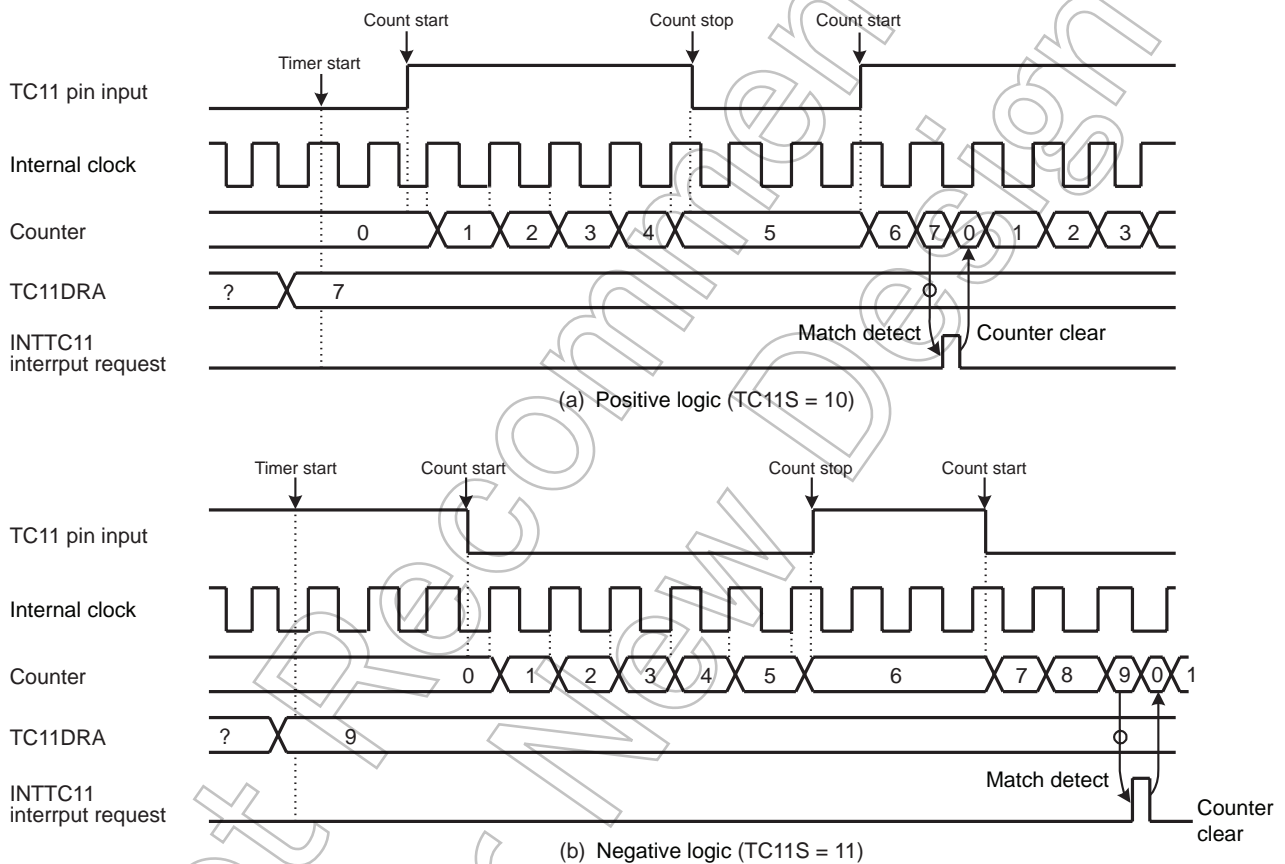 Count start Count stop Count start
Timer start
TC11 pin input
Internal clock
Counter 0 1 2 3 4 5 6 7 0 1 2 3
TC11DRA ? 7
Match detect Counter clear
INTTC11
interrput request
(a) Positive logic (TC11S = 10)
Timer start Count start Count stop Count start
TC11 pin input
Internal clock
Counter 0 1 2 3 4 5 6 7 8 9 0 1
TC11DRA ? 9
Match detect
INTTC11
interrput request
Counter
clear
(b) Negative logic (TC11S = 11)